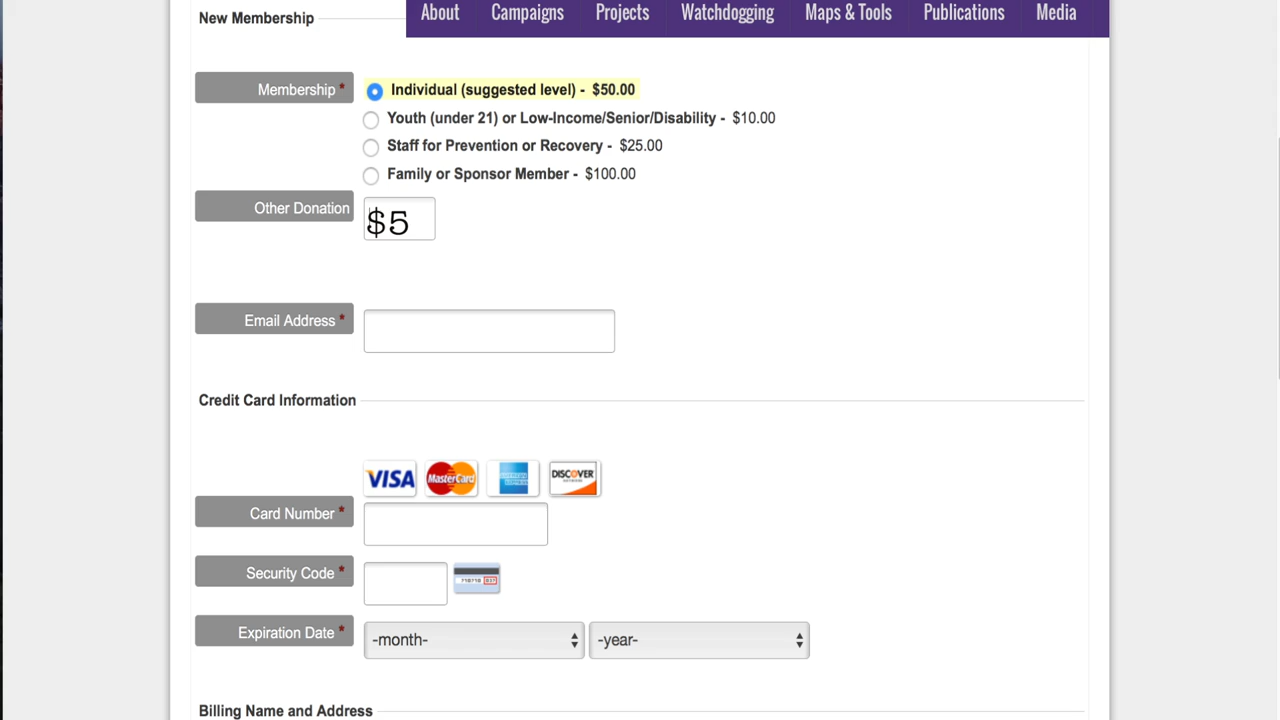 About Campaigns Projects Watchdogging Maps & Tools Publications Media
New Membership
Membership * Individual (suggested level) - $50.00
Youth (under 21) or Low-Income/Senior/Disability - $10.00
Staff for Prevention or Recovery - $25.00
Family or Sponsor Member - $100.00
Other Donation $5
Email Address *
Credit Card Information
VISA MasterCard AMERICAN EXPRESS DISCOVER
Card Number *
Security Code *
Expiration Date * -month- -year-
Billing Name and Address